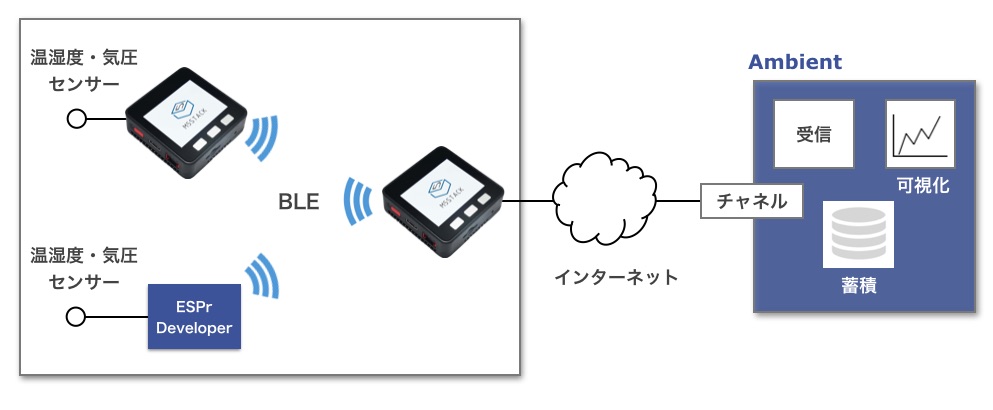 温湿度・気圧
センサー
M5STACK
BLE
M5STACK
温湿度・気圧
センサー
ESPr
Developer
インターネット
Ambient
受信
可視化
チャネル
蓄積